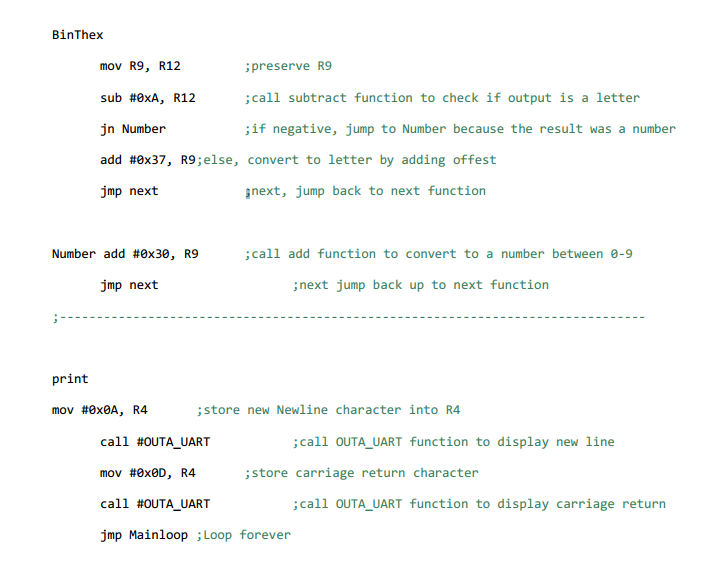 BinThex
mov R9, R12 ;preserve R9
sub #0xA, R12 ;call subtract function to check if output is a letter
jn Number ;if negative, jump to Number because the result was a number
add #0x37, R9;else, convert to letter by adding offest
jmp next ;next, jump back to next function
Number add #0x30, R9 ;call add function to convert to a number between 0-9
jmp next ;next jump back up to next function
;--------------------------------------------------------------------------------
print
mov #0x0A, R4 ;store new Newline character into R4
call #OUTA_UART ;call OUTA_UART function to display new line
mov #0x0D, R4 ;store carriage return character
call #OUTA_UART ;call OUTA_UART function to display carriage return
jmp Mainloop ;Loop forever